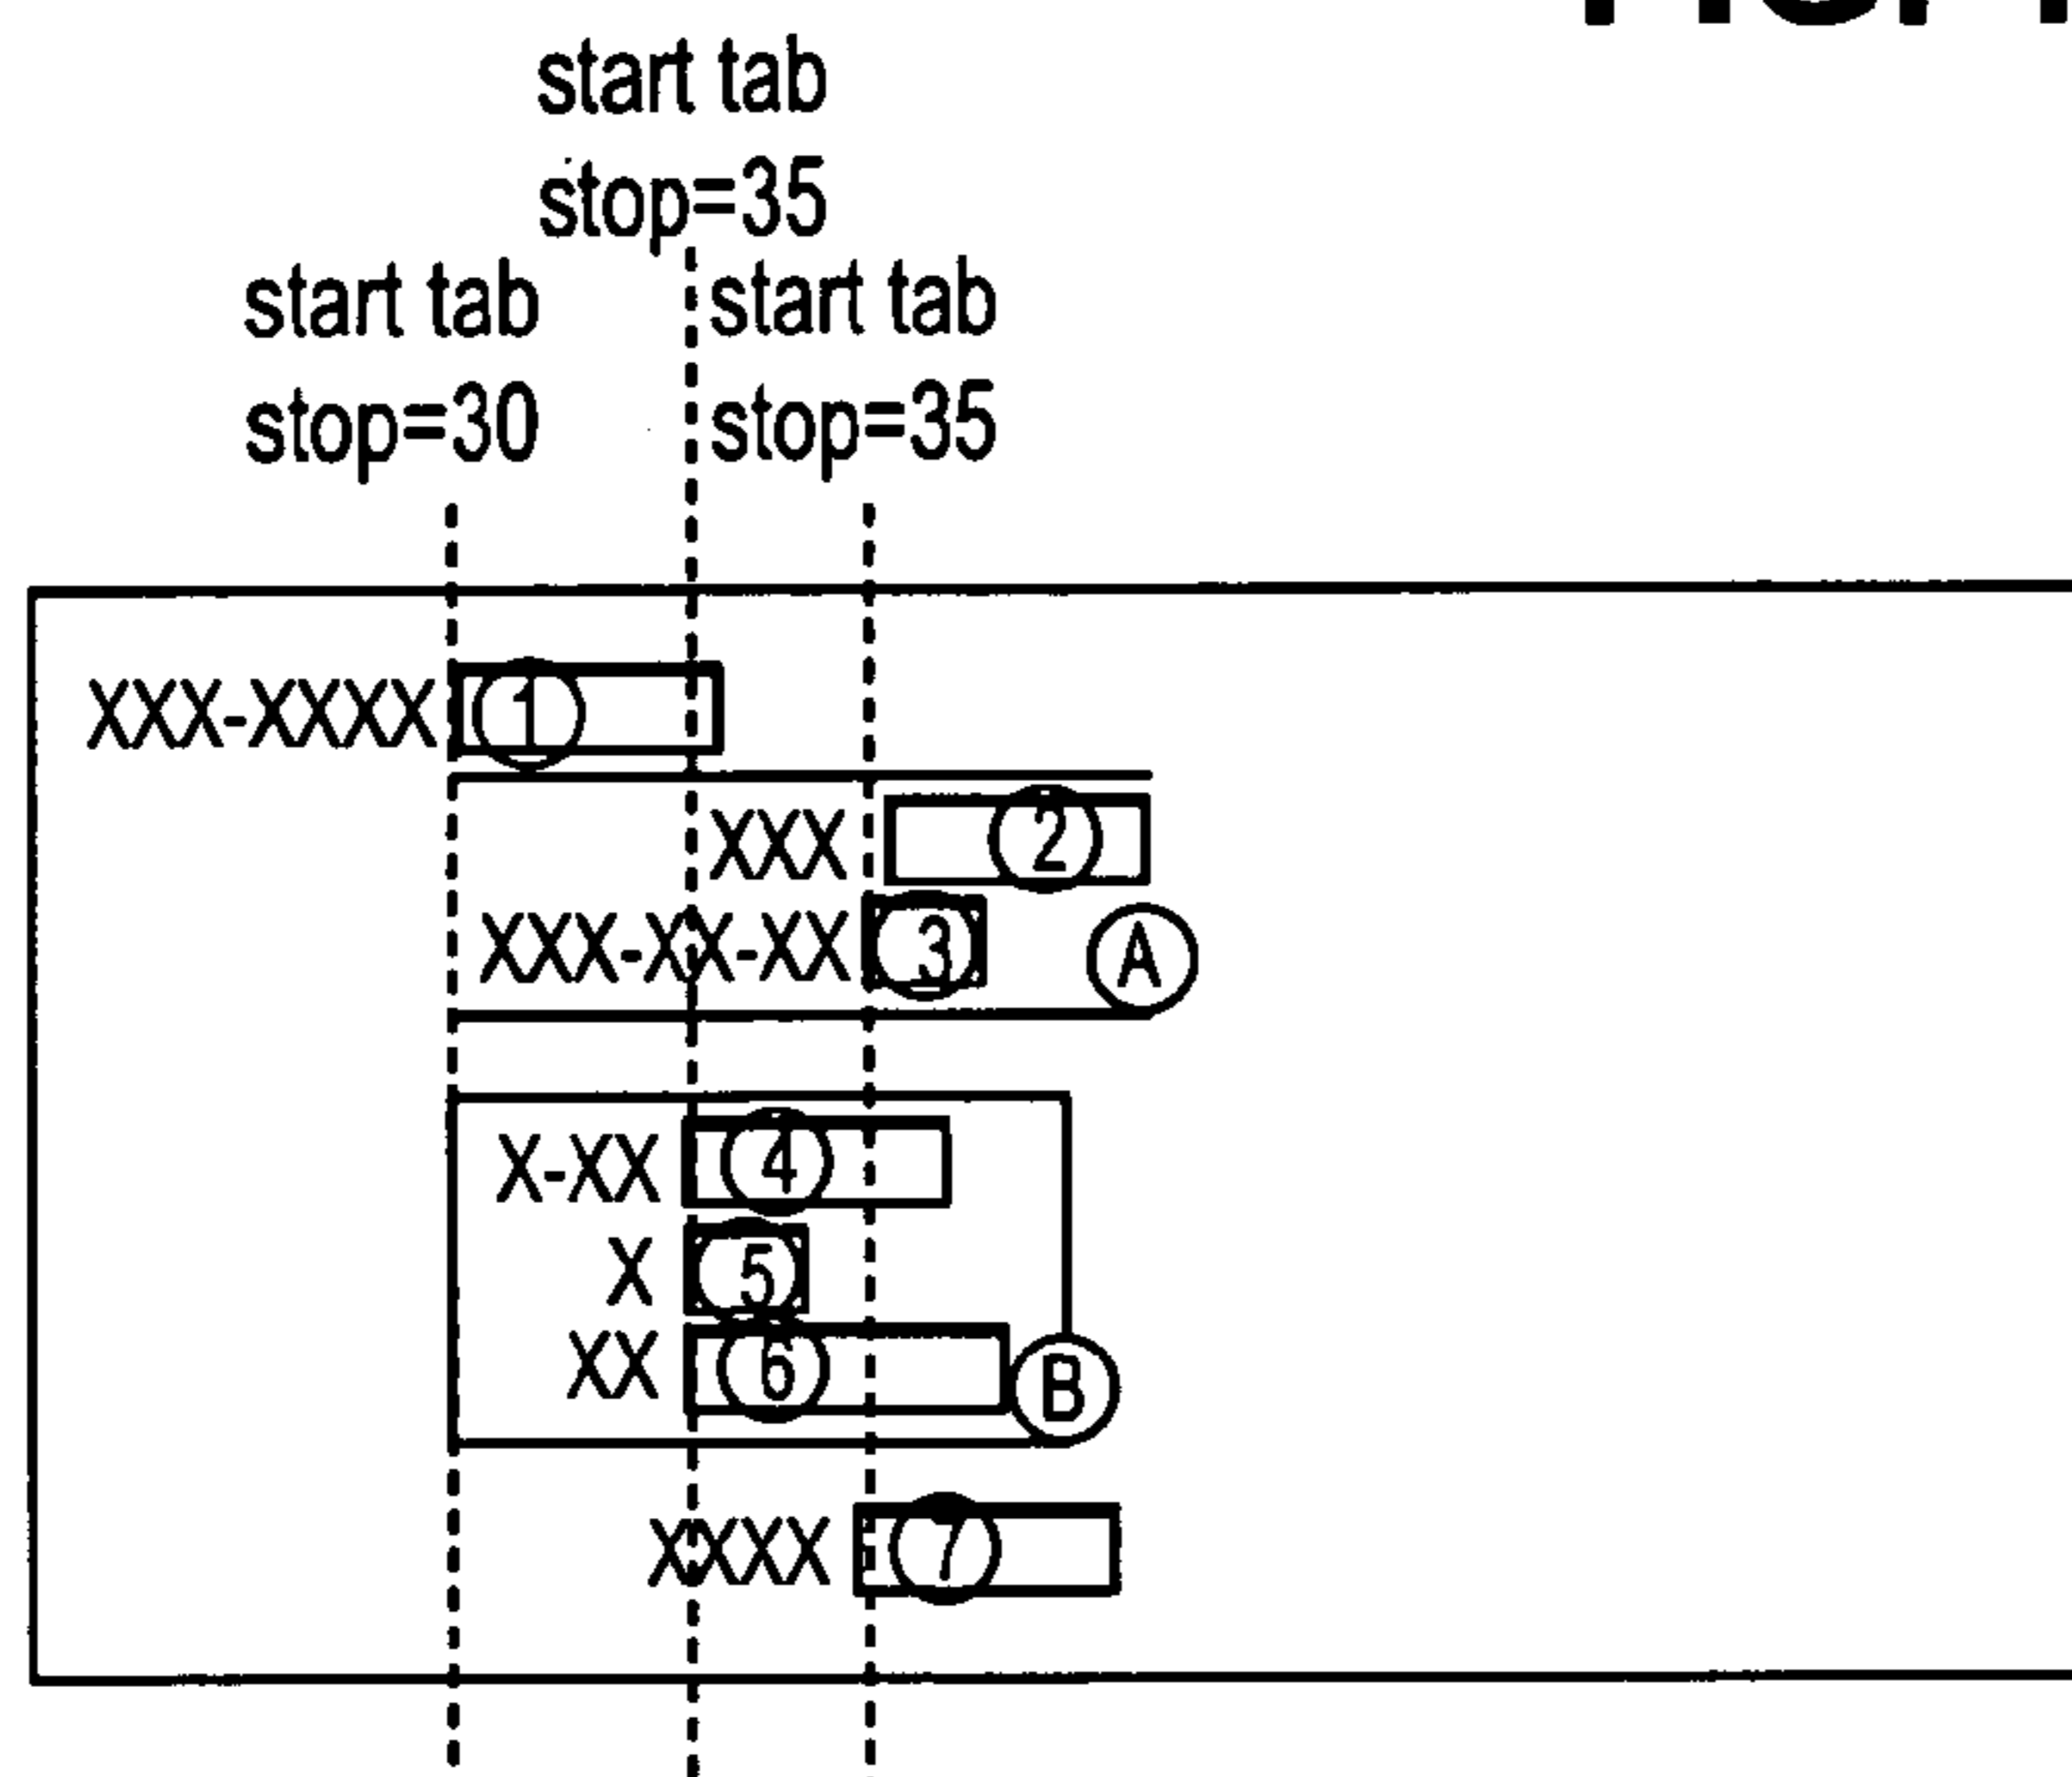 start tab
stop=35
start tab
stop=30
start tab
stop=35
XXX-XXXX 1
XXX 2
XXX-XX-XX 3
A
X-XX 4
X 5
XX 6
B
XXXX 7